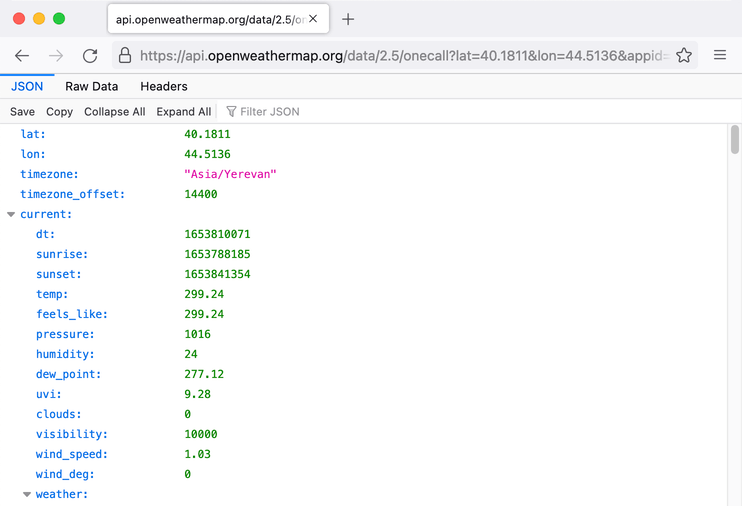 api.openweathermap.org/data/2.5/on
https://api.openweathermap.org/data/2.5/onecall?lat=40.1811&lon=44.5136&appid=
JSON Raw Data Headers
Save Copy Collapse All Expand All Filter JSON
lat: 40.1811
lon: 44.5136
timezone: "Asia/Yerevan"
timezone_offset: 14400
current:
dt: 1653810071
sunrise: 1653788185
sunset: 1653841354
temp: 299.24
feels_like: 299.24
pressure: 1016
humidity: 24
dew_point: 277.12
uvi: 9.28
clouds: 0
visibility: 10000
wind_speed: 1.03
wind_deg: 0
weather: